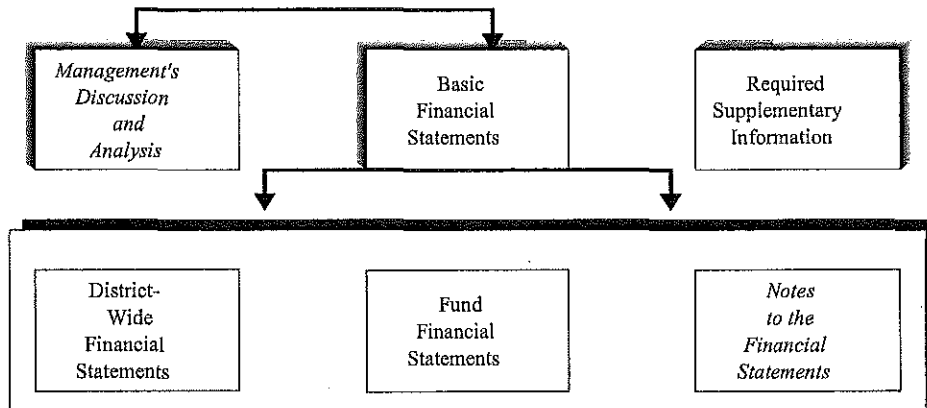 Management's
Discussion
and
Analysis
Basic
Financial
Statements
Required
Supplementary
Information
District-
Wide
Financial
Statements
Fund
Financial
Statements
Notes
to the
Financial
Statements